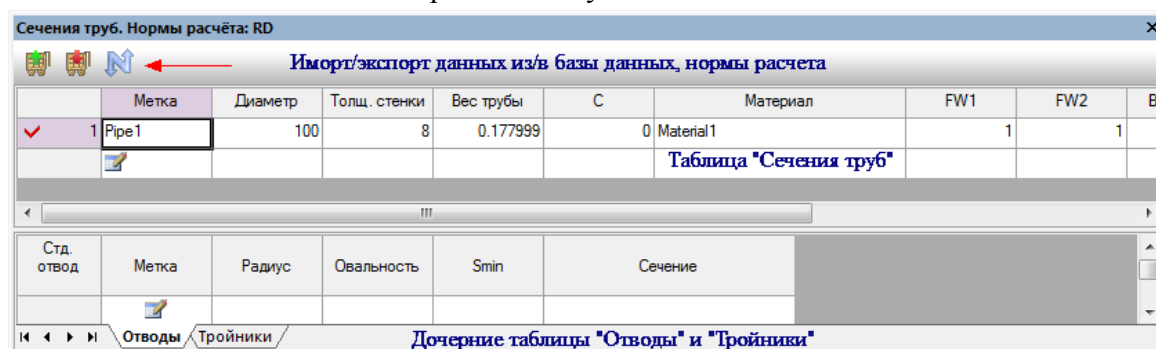 Сечения труб. Нормы расчёта: RD
Иморт/экспорт данных из/в базы данных, нормы расчета
Метка Диаметр Толщ. стенки Вес трубы C Материал FW1 FW2
1 Pipe1 100 8 0.177999 0 Material1 1 1
Таблица "Сечения труб"
Стд. отвод Метка Радиус Овальность Smin Сечение
Отводы Тройники Дочерние таблицы "Отводы" и "Тройники"